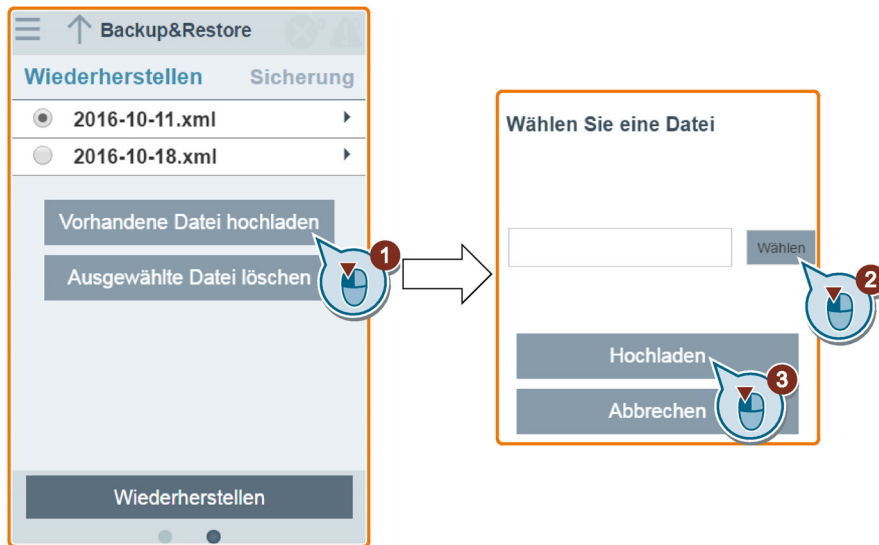 Backup&Restore
Wiederherstellen Sicherung
2016-10-11.xml
2016-10-18.xml
Vorhandene Datei hochladen
1
Ausgewählte Datei löschen
Wiederherstellen
Wählen Sie eine Datei
Wählen
2
Hochladen
3
Abbrechen